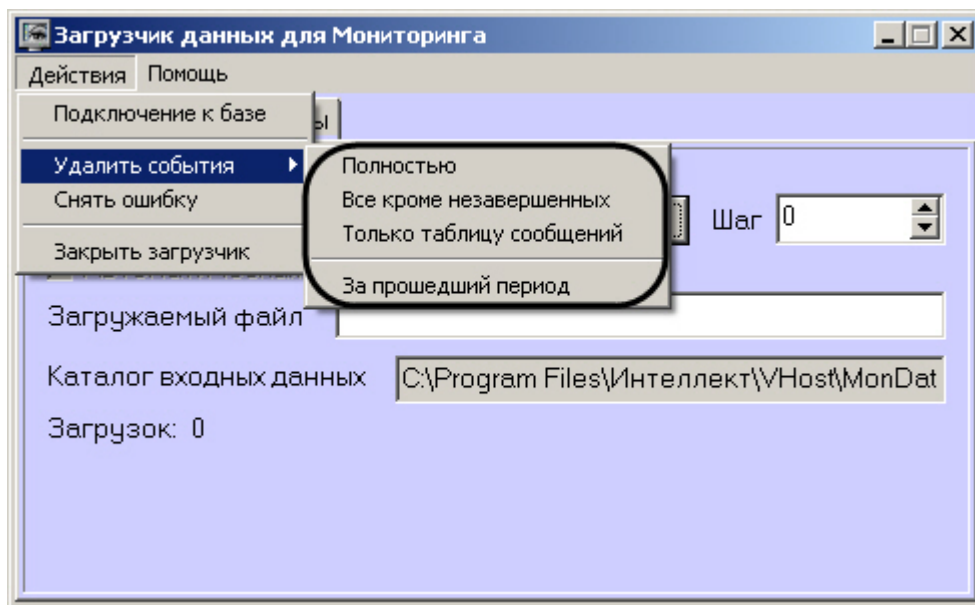 Загрузчик данных для Мониторинга
Действия Помощь
Подключение к базе
Удалить события
Снять ошибку
Закрыть загрузчик
Полностью
Все кроме незавершенных
Только таблицу сообщений
За прошедший период
Шаг 0
Загружаемый файл
Каталог входных данных C:\Program Files\Интеллект\VHost\MonDat
Загрузок: 0